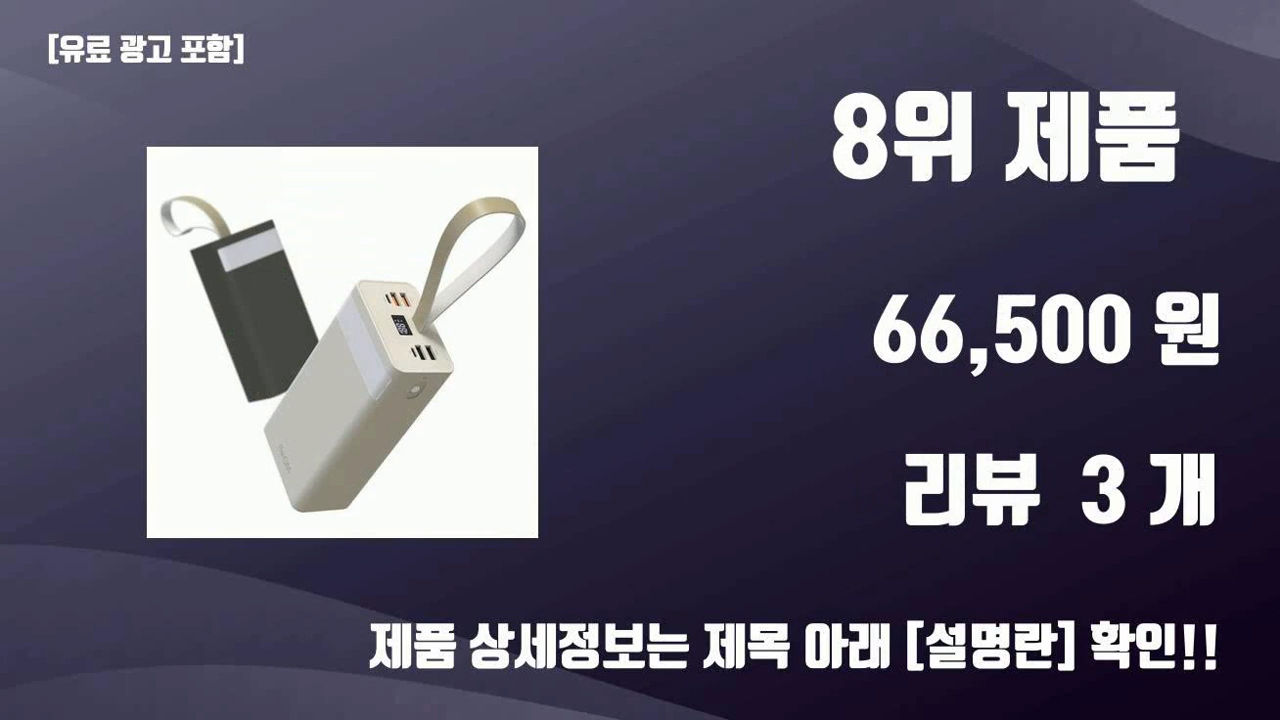 [유료 광고 포함]
8위 제품
66,500 원
리뷰 3 개
제품 상세정보는 제목 아래 [설명란] 확인!!